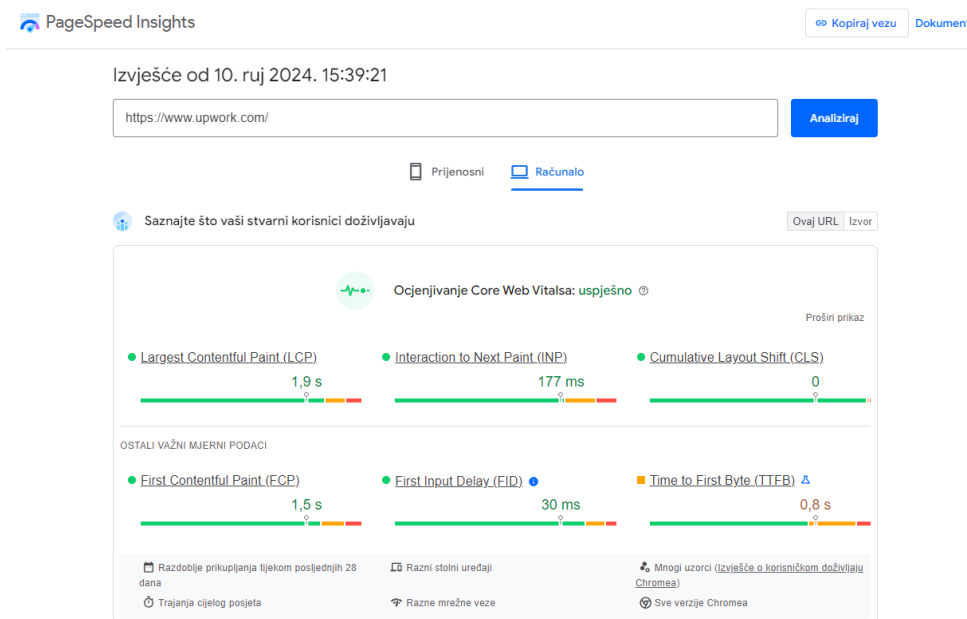 PageSpeed Insights
Kopiraj vezu
Dokument
Izvješće od 10. ruj 2024. 15:39:21
https://www.upwork.com/
Analiziraj
Prijenosni
Računalo
Saznajte što vaši stvarni korisnici doživljavaju
Ovaj URL
Izvor
Ocjenjivanje Core Web Vitalsa: uspješno
Proširi prikaz
Largest Contentful Paint (LCP)
1,9 s
Interaction to Next Paint (INP)
177 ms
Cumulative Layout Shift (CLS)
0
OSTALI VAŽNI MJERNI PODACI
First Contentful Paint (FCP)
1,5 s
First Input Delay (FID)
30 ms
Time to First Byte (TTFB)
0,8 s
Razdoblje prikupljanja tijekom posljednjih 28
dana
Razni stolni uređaji
Mnogi uzorci (Izvješće o korisničkom doživljaju
Chromea)
Trajanja cijelog posjeta
Razne mrežne veze
Sve verzije Chromea